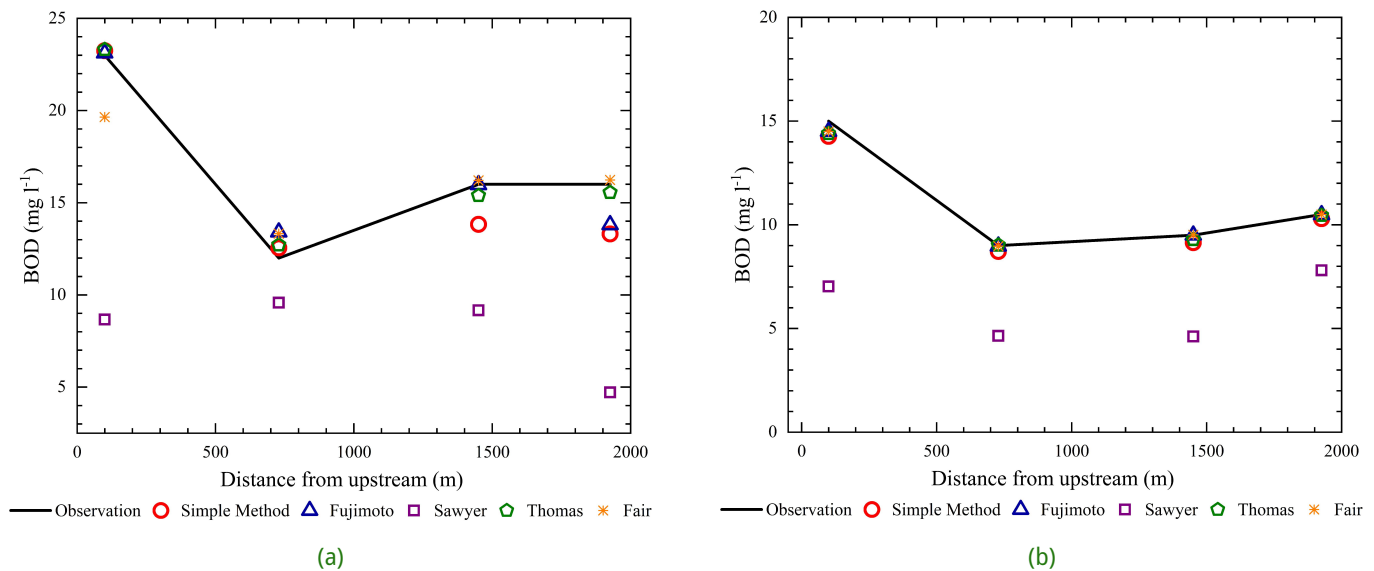 25
20
15
10
5
BOD (mg l⁻¹)
0
500
1000
1500
2000
Distance from upstream (m)
Observation Simple Method Fujimoto Sawyer Thomas Fair
(a)
20
15
10
5
0
BOD (mg l⁻¹)
0
500
1000
1500
2000
Distance from upstream (m)
Observation Simple Method Fujimoto Sawyer Thomas Fair
(b)